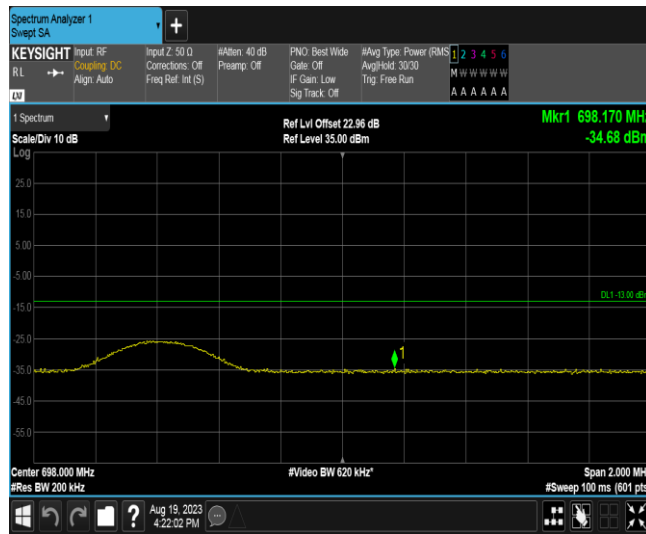 Spectrum Analyzer 1
Swept SA
+
KEYSIGHT
RL
LXI
Input: RF
Coupling: DC
Align: Auto
Input Z: 50 Ω
Corrections: Off
Freq Ref: Int (S)
#Atten: 40 dB
Preamp: Off
PNO: Best Wide
Gate: Off
IF Gain: Low
Sig Track: Off
#Avg Type: Power (RMS
Avg|Hold: 30/30
Trig: Free Run
1 2 3 4 5 6
M W W W W W
A A A A A A
1 Spectrum
Scale/Div 10 dB
Ref Lvl Offset 22.96 dB
Ref Level 35.00 dBm
Mkr1 698.170 MHz
-34.68 dBm
Log
25.0
15.0
5.00
-5.00
DL1 -13.00 dBm
-15.0
-25.0
1
-35.0
-45.0
-55.0
Center 698.000 MHz
#Video BW 620 kHz*
Span 2.000 MH
#Res BW 200 kHz
#Sweep 100 ms (601 pts
?
Aug 19, 2023
4:22:02 PM